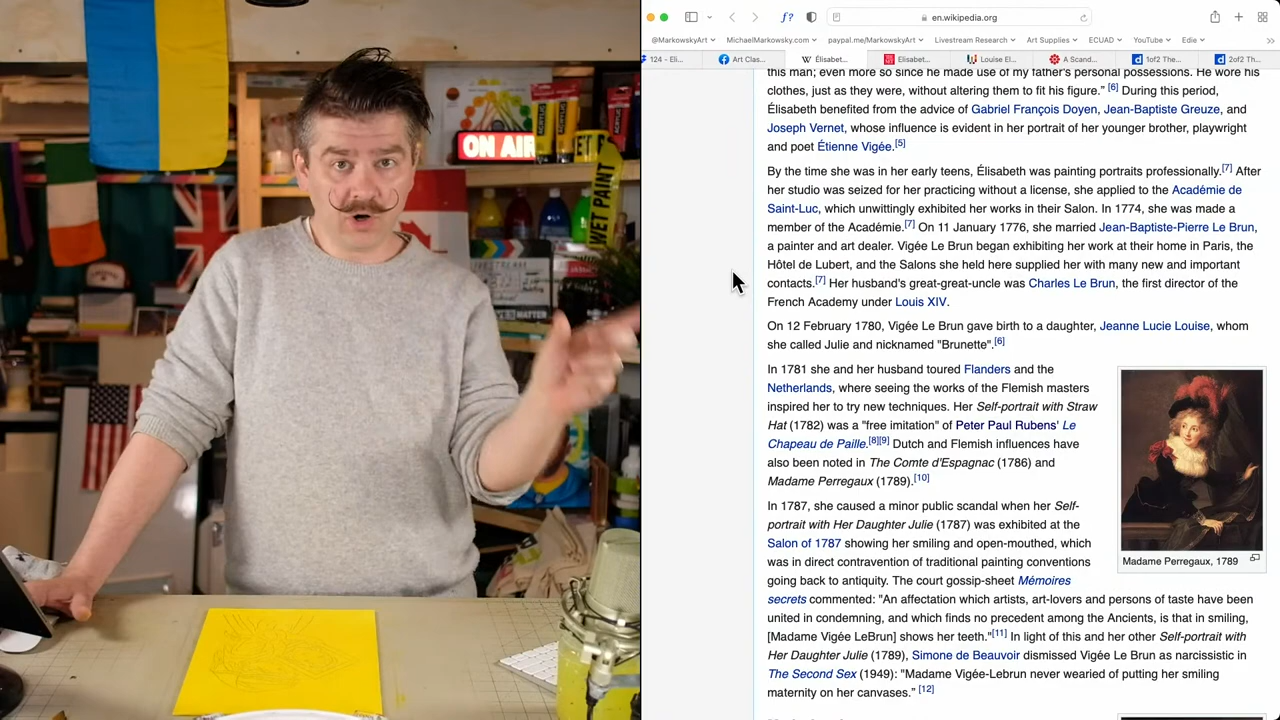 ON AIR
WET PAINT
LIVESTREAM
MATTER
f?
en.wikipedia.org
@MarkowskyArt
MichaelMarkowsky.com
paypal.me/MarkowskyArt
Livestream Research
Art Supplies
ECUAD
YouTube
Edie
124 - Eli...
Art Clas...
Élisabet...
Elisabet...
Louise El...
A Scand...
1of2 The...
2of2 The...
this man; even more so since he made use of my father's personal possessions. He wore his
clothes, just as they were, without altering them to fit his figure." [6] During this period,
Élisabeth benefited from the advice of Gabriel François Doyen, Jean-Baptiste Greuze, and
Joseph Vernet, whose influence is evident in her portrait of her younger brother, playwright
and poet Étienne Vigée.[5]
By the time she was in her early teens, Élisabeth was painting portraits professionally.[7] After
her studio was seized for her practicing without a license, she applied to the Académie de
Saint-Luc, which unwittingly exhibited her works in their Salon. In 1774, she was made a
member of the Académie.[7] On 11 January 1776, she married Jean-Baptiste-Pierre Le Brun,
a painter and art dealer. Vigée Le Brun began exhibiting her work at their home in Paris, the
Hôtel de Lubert, and the Salons she held here supplied her with many new and important
contacts.[7] Her husband's great-great-uncle was Charles Le Brun, the first director of the
French Academy under Louis XIV.
On 12 February 1780, Vigée Le Brun gave birth to a daughter, Jeanne Lucie Louise, whom
she called Julie and nicknamed "Brunette".[6]
In 1781 she and her husband toured Flanders and the
Netherlands, where seeing the works of the Flemish masters
inspired her to try new techniques. Her Self-portrait with Straw
Hat (1782) was a "free imitation" of Peter Paul Rubens' Le
Chapeau de Paille.[8][9] Dutch and Flemish influences have
also been noted in The Comte d'Espagnac (1786) and
Madame Perregaux (1789).[10]
In 1787, she caused a minor public scandal when her Self-
portrait with Her Daughter Julie (1787) was exhibited at the
Salon of 1787 showing her smiling and open-mouthed, which
was in direct contravention of traditional painting conventions
going back to antiquity. The court gossip-sheet Mémoires
secrets commented: "An affectation which artists, art-lovers and persons of taste have been
united in condemning, and which finds no precedent among the Ancients, is that in smiling,
[Madame Vigée LeBrun] shows her teeth."[11] In light of this and her other Self-portrait with
Her Daughter Julie (1789), Simone de Beauvoir dismissed Vigée Le Brun as narcissistic in
The Second Sex (1949): "Madame Vigée-Lebrun never wearied of putting her smiling
maternity on her canvases." [12]
Madame Perregaux, 1789